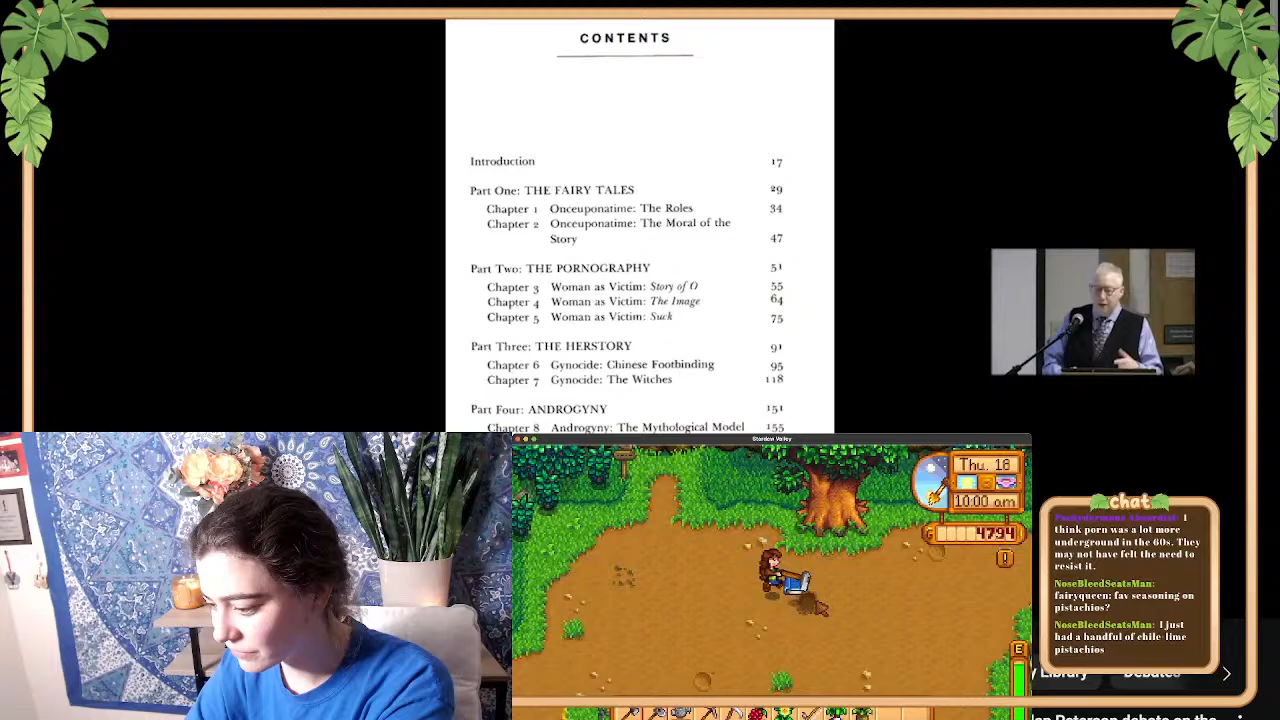 CONTENTS
Introduction 17
Part One: THE FAIRY TALES 29
Chapter 1 Onceuponatime: The Roles 34
Chapter 2 Onceuponatime: The Moral of the
Story 47
Part Two: THE PORNOGRAPHY 51
Chapter 3 Woman as Victim: Story of O 55
Chapter 4 Woman as Victim: The Image 64
Chapter 5 Woman as Victim: Suck 75
Part Three: THE HERSTORY 91
Chapter 6 Gynocide: Chinese Footbinding 95
Chapter 7 Gynocide: The Witches 118
Part Four: ANDROGYNY 151
Chapter 8 Androgyny: The Mythological Model 155
Stardew Valley
Thu. 18
10:00 am
G 4794
!
E
chat
I
think porn was a lot more
underground in the 60s. They
may not have felt the need to
resist it.
NoseBleedSeatsMan:
fairyqueen: fav seasoning on
pistachios?
NoseBleedSeatsMan: I just
had a handful of chile-lime
pistachios
Library
Debates
Peterson debate on the